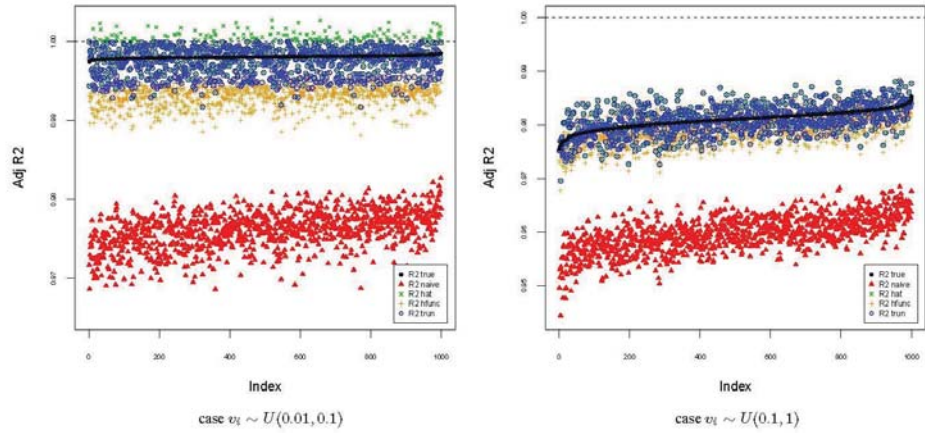 Adj R2
1.00
0.99
0.98
0.97
R2 true
R2 naive
R2 hat
R2 hfunc
R2 trun
0 200 400 600 800 1000
Index
case vᵢ ∼ U(0.01, 0.1)
Adj R2
1.00
0.99
0.98
0.97
0.96
0.95
R2 true
R2 naive
R2 hat
R2 hfunc
R2 trun
0 200 400 600 800 1000
Index
case vᵢ ∼ U(0.1, 1)